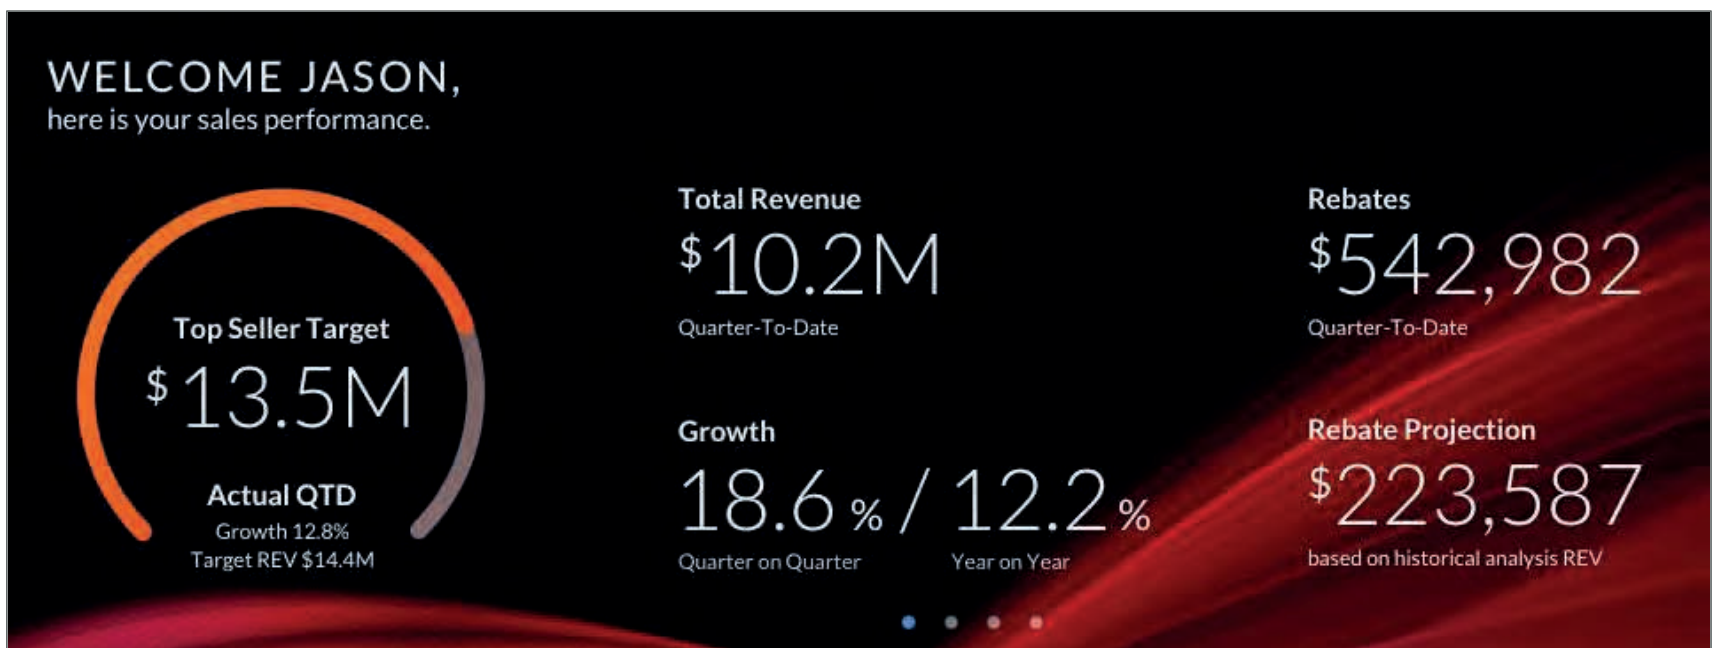 WELCOME JASON,
here is your sales performance.
Top Seller Target
$13.5M
Actual QTD
Growth 12.8%
Target REV $14.4M
Total Revenue
$10.2M
Quarter-To-Date
Growth
18.6 % / 12.2 %
Quarter on Quarter Year on Year
Rebates
$542,982
Quarter-To-Date
Rebate Projection
$223,587
based on historical analysis REV